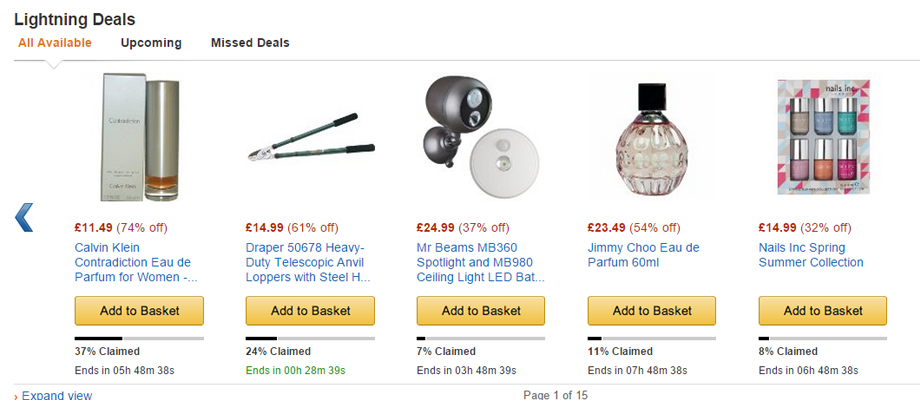 Lightning Deals
All Available Upcoming Missed Deals
Contradiction
Calvin Klein
nails inc
£11.49 (74% off)
Calvin Klein
Contradiction Eau de
Parfum for Women -...
Add to Basket
37% Claimed
Ends in 05h 48m 38s
£14.99 (61% off)
Draper 50678 Heavy-
Duty Telescopic Anvil
Loppers with Steel H...
Add to Basket
24% Claimed
Ends in 00h 28m 39s
£24.99 (37% off)
Mr Beams MB360
Spotlight and MB980
Ceiling Light LED Bat...
Add to Basket
7% Claimed
Ends in 03h 48m 39s
£23.49 (54% off)
Jimmy Choo Eau de
Parfum 60ml
Add to Basket
11% Claimed
Ends in 07h 48m 38s
£14.99 (32% off)
Nails Inc Spring
Summer Collection
Add to Basket
8% Claimed
Ends in 06h 48m 38s
› Expand view
Page 1 of 15